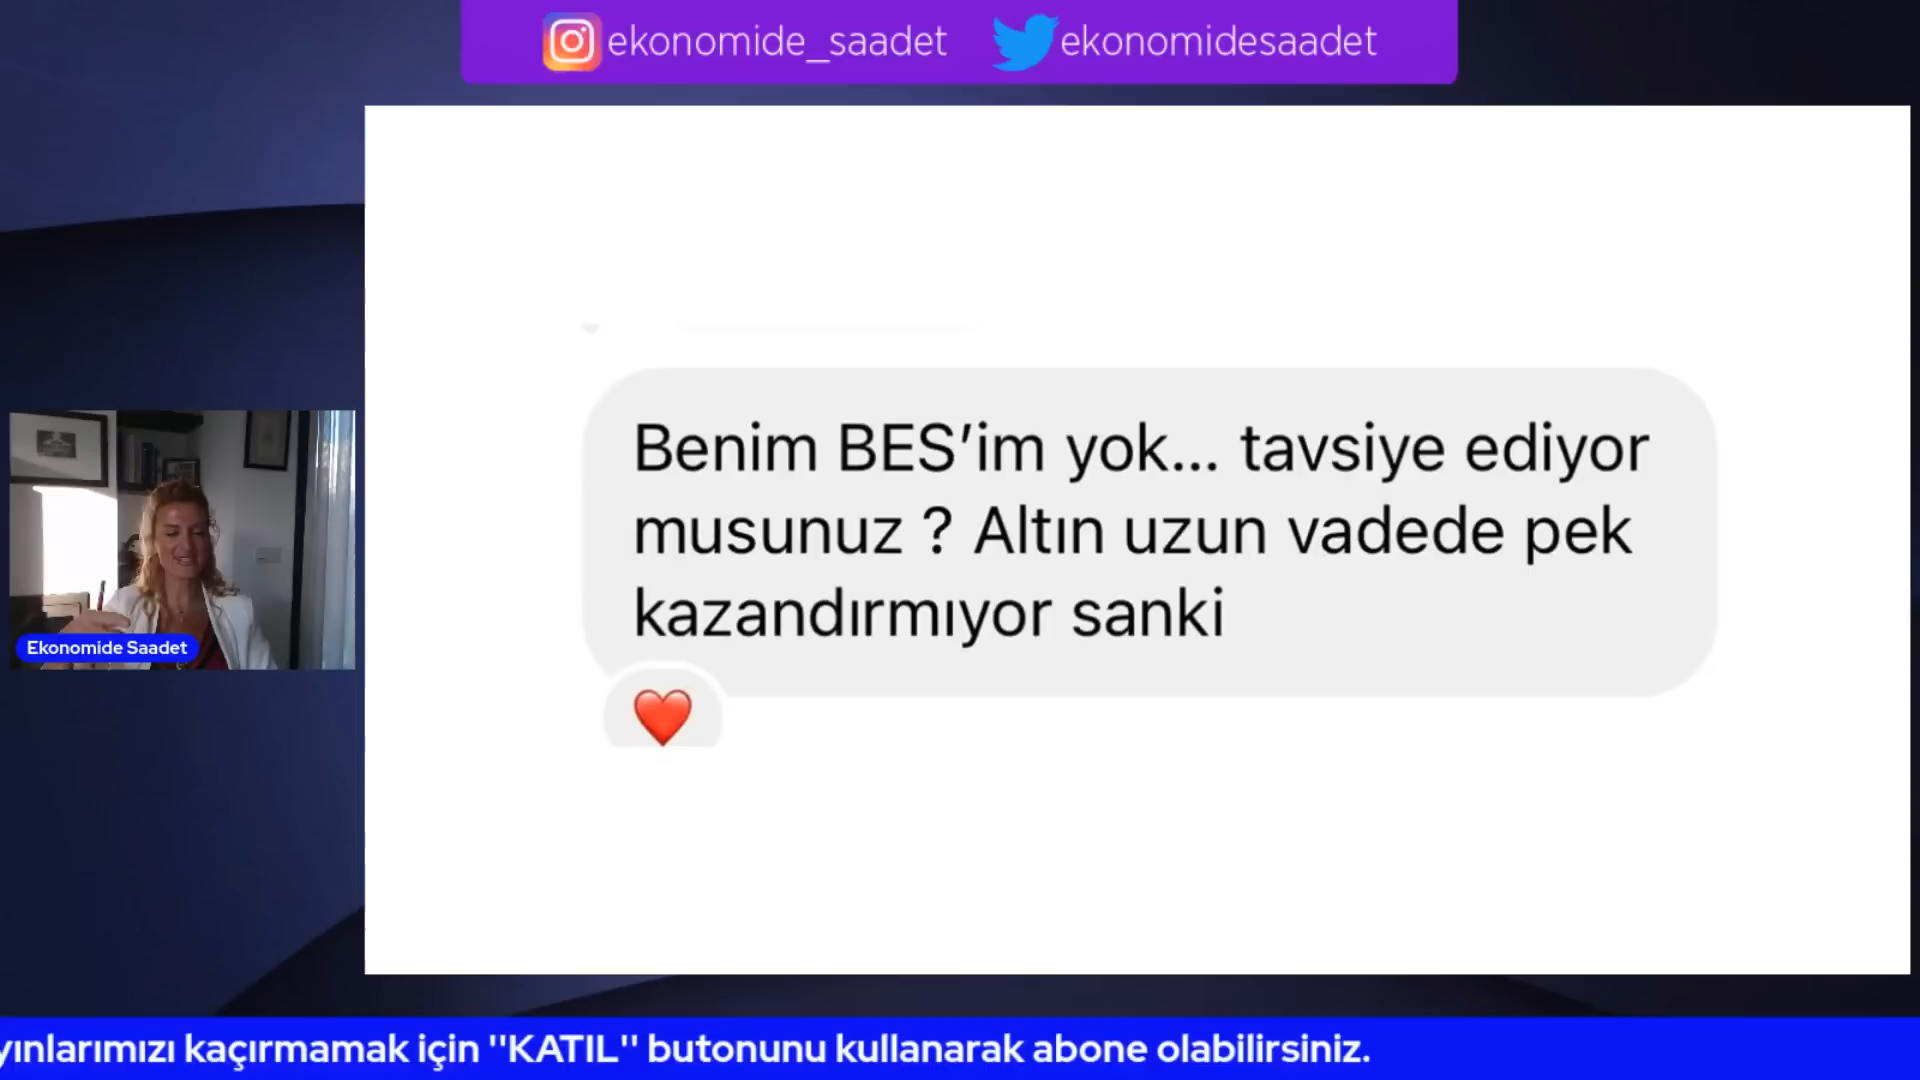 ekonomide_saadet
ekonomidesaadet
Benim BES’im yok... tavsiye ediyor
musunuz ? Altın uzun vadede pek
kazandırmıyor sanki
Ekonomide Saadet
yınlarımızı kaçırmamak için "KATIL" butonunu kullanarak abone olabilirsiniz.